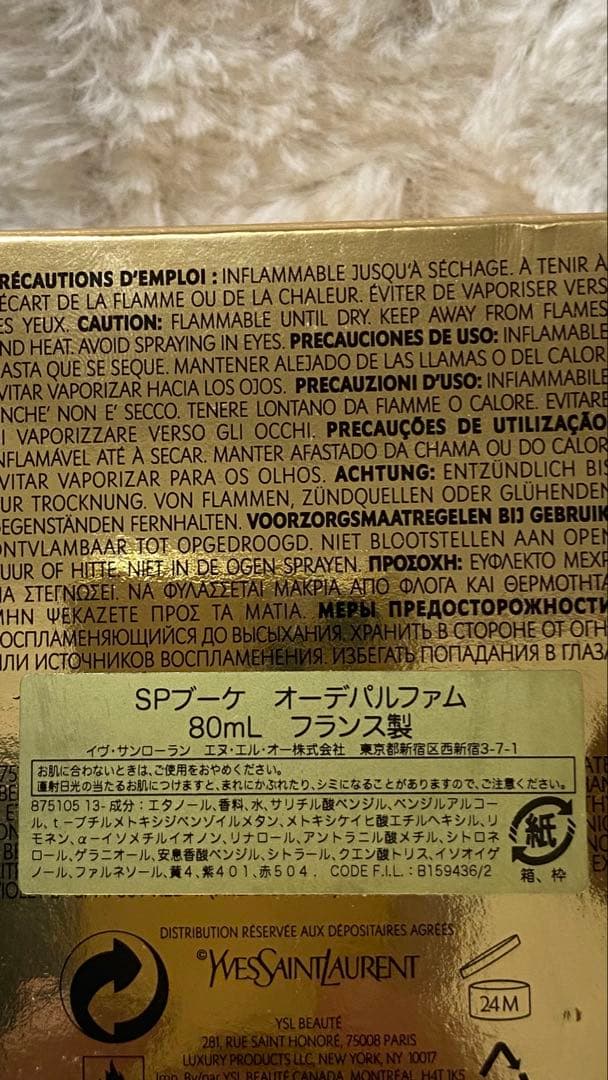 RÉCAUTIONS D'EMPLOI : INFLAMMABLE JUSQU'À SÉCHAGE. À TENIR À
ÉCART DE LA FLAMME OU DE LA CHALEUR. ÉVITER DE VAPORISER VERS
ES YEUX. CAUTION: FLAMMABLE UNTIL DRY. KEEP AWAY FROM FLAMES
ND HEAT. AVOID SPRAYING IN EYES. PRECAUCIONES DE USO: INFLAMABLE
ASTA QUE SE SEQUE. MANTENER ALEJADO DE LAS LLAMAS O DEL CALOR
VITAR VAPORIZAR HACIA LOS OJOS. PRECAUZIONI D'USO: INFIAMMABILE
INCHE' NON E' SECCO. TENERE LONTANO DA FIAMME O CALORE. EVITARE
I VAPORIZZARE VERSO GLI OCCHI. PRECAUÇÕES DE UTILIZAÇÃO
NFLAMÁVEL ATÉ À SECAR. MANTER AFASTADO DA CHAMA OU DO CALOR
VITAR VAPORIZAR PARA OS OLHOS. ACHTUNG: ENTZÜNDLICH BIS
UR TROCKNUNG. VON FLAMMEN, ZÜNDQUELLEN ODER GLÜHENDEN
EGENSTÄNDEN FERNHALTEN. VOORZORGSMAATREGELEN BIJ GEBRUIK
ONTVLAMBAAR TOT OPGEDROOGD. NIET BLOOTSTELLEN AAN OPEN
UUR OF HITTE. NIET IN DE OGEN SPRAYEN. ΠΡΟΣΟΧΗ: ΕΥΦΛΕΚΤΟ ΜΕΧΡ
ΝΑ ΣΤΕΓΝΩΣΕΙ. ΝΑ ΦΥΛΑΣΣΕΤΑΙ ΜΑΚΡΙΑ ΑΠΟ ΦΛΟΓΑ ΚΑΙ ΘΕΡΜΟΤΗΤΑ
ΜΗΝ ΨΕΚΑΖΕΤΕ ΠΡΟΣ ΤΑ ΜΑΤΙΑ. МЕРЫ ПРЕДОСТОРОЖНОСТИ
ВОСПЛАМЕНЯЮЩИЙСЯ ДО ВЫСЫХАНИЯ. ХРАНИТЬ В СТОРОНЕ ОТ ОГН
ИЛИ ИСТОЧНИКОВ ВОСПЛАМЕНЕНИЯ. ИЗБЕГАТЬ ПОПАДАНИЯ В ГЛАЗА
SPブーケ オーデパルファム
80mL フランス製
イヴ・サンローラン エヌ・エル・オー株式会社 東京都新宿区西新宿3-7-1
お肌に合わないときは、ご使用をおやめください。
直射日光の当たるお肌につけますと、まれにかぶれたり、シミになることがありますので、ご注意ください。
875105 13- 成分：エタノール、香料、水、サリチル酸ベンジル、ベンジルアルコー
ル、t-ブチルメトキシジベンゾイルメタン、メトキシケイヒ酸エチルヘキシル、リ
モネン、α-イソメチルイオノン、リナロール、アントラニル酸メチル、シトロネ
ロール、ゲラニオール、安息香酸ベンジル、シトラール、クエン酸トリス、イソオイゲ
ノール、ファルネソール、黄4、紫401、赤504. CODE F.I.L. : B159436/2
紙
箱、枠
DISTRIBUTION RÉSERVÉE AUX DÉPOSITAIRES AGRÉÉS
©YVESSAINTLAURENT
24M
YSL BEAUTÉ
281, RUE SAINT HONORÉ, 75008 PARIS
LUXURY PRODUCTS LLC, NEW YORK, NY 10017
Imp. By/par YSL BEAUTÉ CANADA, MONTRÉAL H4T 1K5